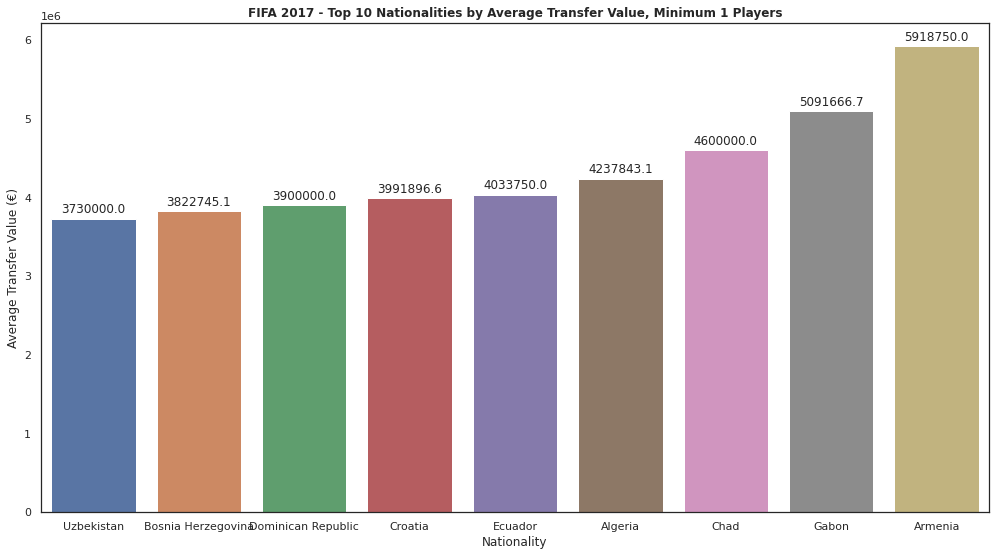 FIFA 2017 - Top 10 Nationalities by Average Transfer Value, Minimum 1 Players
1e6
6
5
4
3
2
1
0
Average Transfer Value (€)
3730000.0
3822745.1
3900000.0
3991896.6
4033750.0
4237843.1
4600000.0
5091666.7
5918750.0
Uzbekistan
Bosnia Herzegovina
Dominican Republic
Croatia
Ecuador
Algeria
Chad
Gabon
Armenia
Nationality